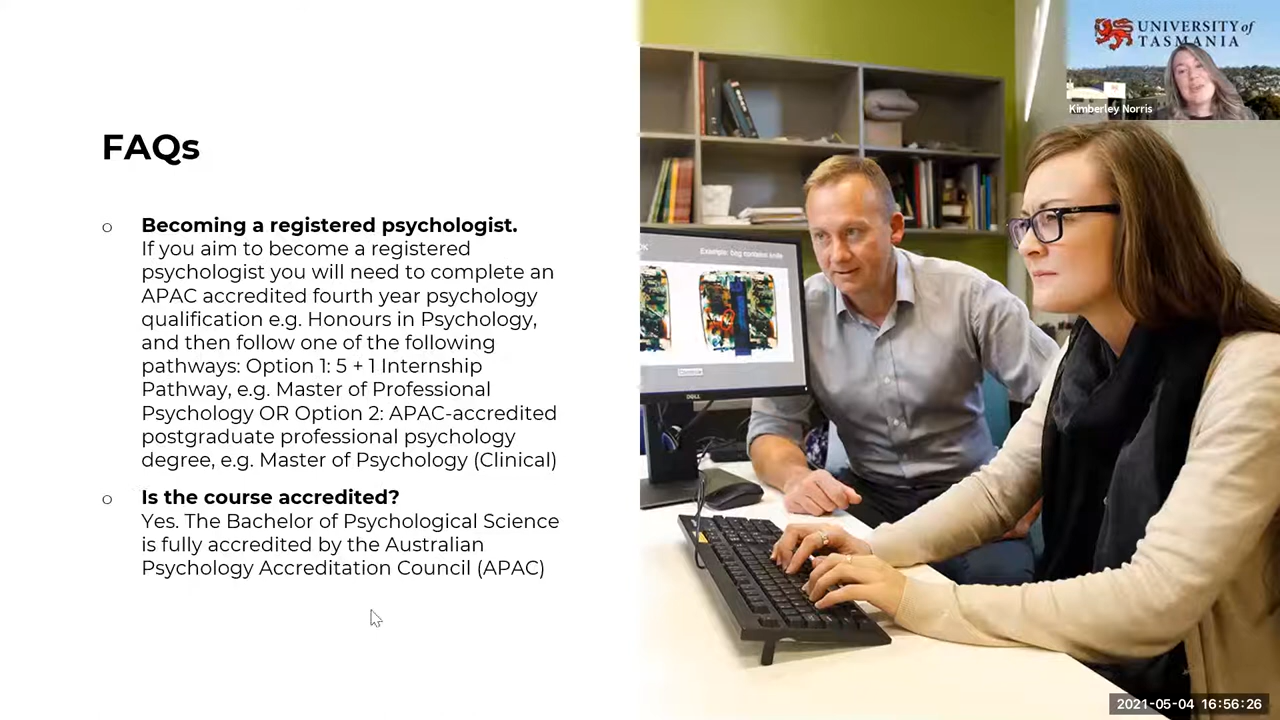 FAQs
Becoming a registered psychologist.
If you aim to become a registered
psychologist you will need to complete an
APAC accredited fourth year psychology
qualification e.g. Honours in Psychology,
and then follow one of the following
pathways: Option 1: 5 + 1 Internship
Pathway, e.g. Master of Professional
Psychology OR Option 2: APAC-accredited
postgraduate professional psychology
degree, e.g. Master of Psychology (Clinical)
Is the course accredited?
Yes. The Bachelor of Psychological Science
is fully accredited by the Australian
Psychology Accreditation Council (APAC)
UNIVERSITY of
TASMANIA
Kimberley Norris
DELL
2021-05-04 16:56:26